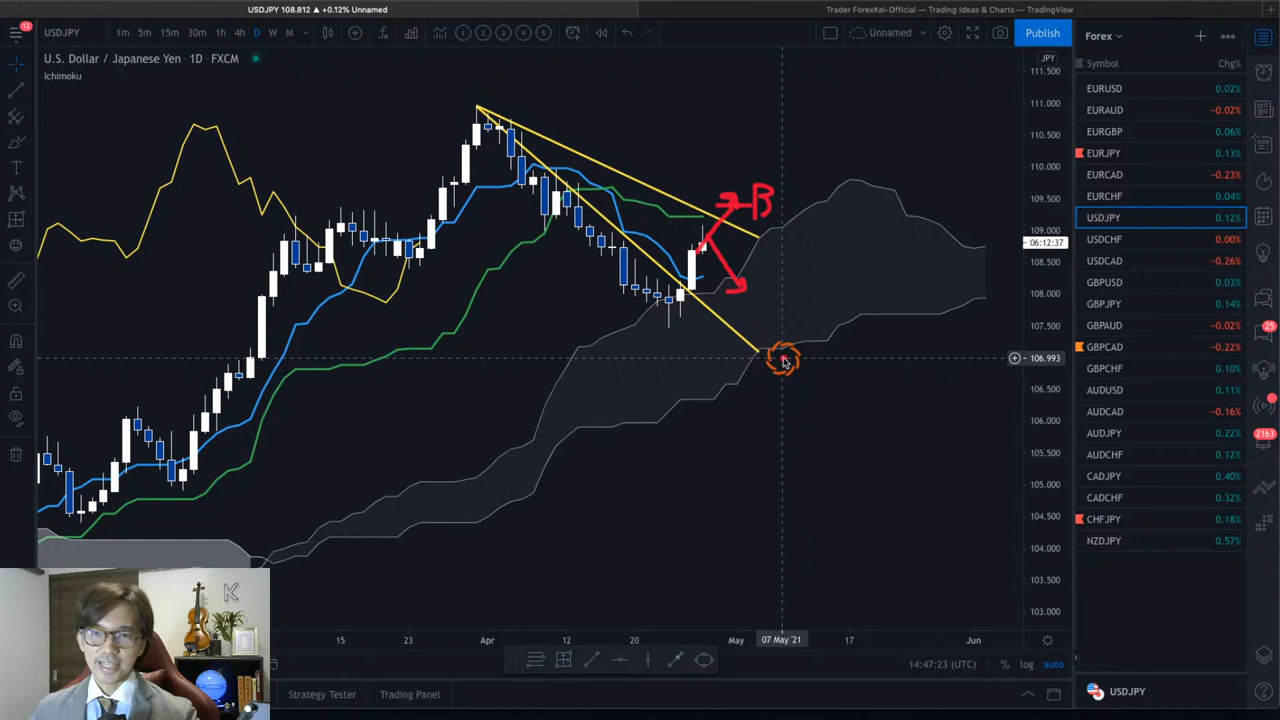 USDJPY 108.812 ▲ +0.12% Unnamed
Trader ForexKei-Official — Trading Ideas & Charts — TradingView
12
USDJPY 1m 5m 15m 30m 1h 4h D W M 1 2 3 4 5 Unnamed Publish
U.S. Dollar / Japanese Yen · 1D · FXCM
Ichimoku
JPY
111.500
111.000
110.500
110.000
109.500
109.000
06:12:37
108.500
108.000
107.500
106.993
106.500
106.000
105.500
105.000
104.500
104.000
103.500
103.000
B
15 23 Apr 12 20 May 07 May '21 17 Jun
14:47:23 (UTC) % log auto
Strategy Tester Trading Panel
K
Forex
Symbol Chg%
EURUSD 0.02%
EURAUD −0.02%
EURGBP 0.06%
EURJPY 0.13%
EURCAD −0.23%
EURCHF 0.04%
USDJPY 0.12%
USDCHF 0.00%
USDCAD −0.26%
GBPUSD 0.03%
GBPJPY 0.14%
GBPAUD −0.02%
GBPCAD −0.22%
GBPCHF 0.10%
AUDUSD 0.11%
AUDCAD −0.16%
AUDJPY 0.22%
AUDCHF 0.12%
CADJPY 0.40%
CADCHF 0.32%
CHFJPY 0.18%
NZDJPY 0.57%
USDJPY
25
2163